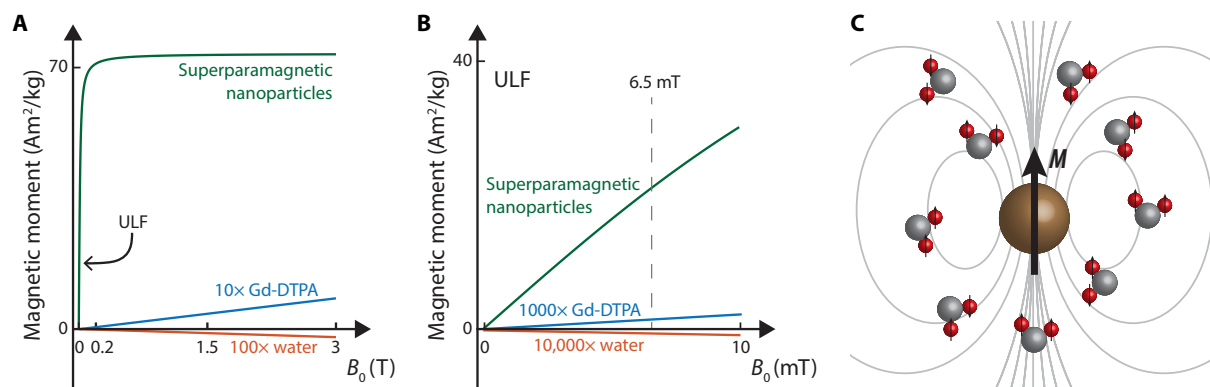 A
Magnetic moment (Am²/kg)
70
0
Superparamagnetic
nanoparticles
ULF
10× Gd-DTPA
100× water
0
0.2
1.5
3
B₀ (T)
B
Magnetic moment (Am²/kg)
40
0
ULF
6.5 mT
Superparamagnetic
nanoparticles
1000× Gd-DTPA
10,000× water
0
10
B₀ (mT)
C
M